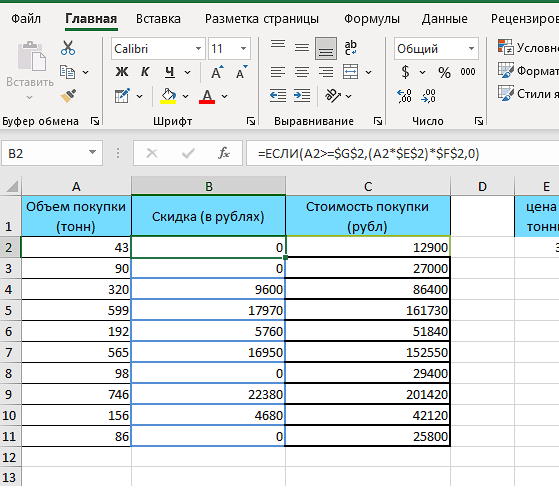 Файл Главная Вставка Разметка страницы Формулы Данные Рецензиров
Вставить
Calibri 11
Ж К Ч А А
ab
Общий
$ % 000
Условно
Формат
Стили я
Буфер обмена Шрифт Выравнивание Число
B2 fx =ЕСЛИ(A2>=$G$2,(A2*$E$2)*$F$2,0)
A B C D E
1 Объем покупки
(тонн)
Скидка (в рублях)
Стоимость покупки
(рубл)
цена
тонн
2 43 0 12900 3
3 90 0 27000
4 320 9600 86400
5 599 17970 161730
6 192 5760 51840
7 565 16950 152550
8 98 0 29400
9 746 22380 201420
10 156 4680 42120
11 86 0 25800
12
13